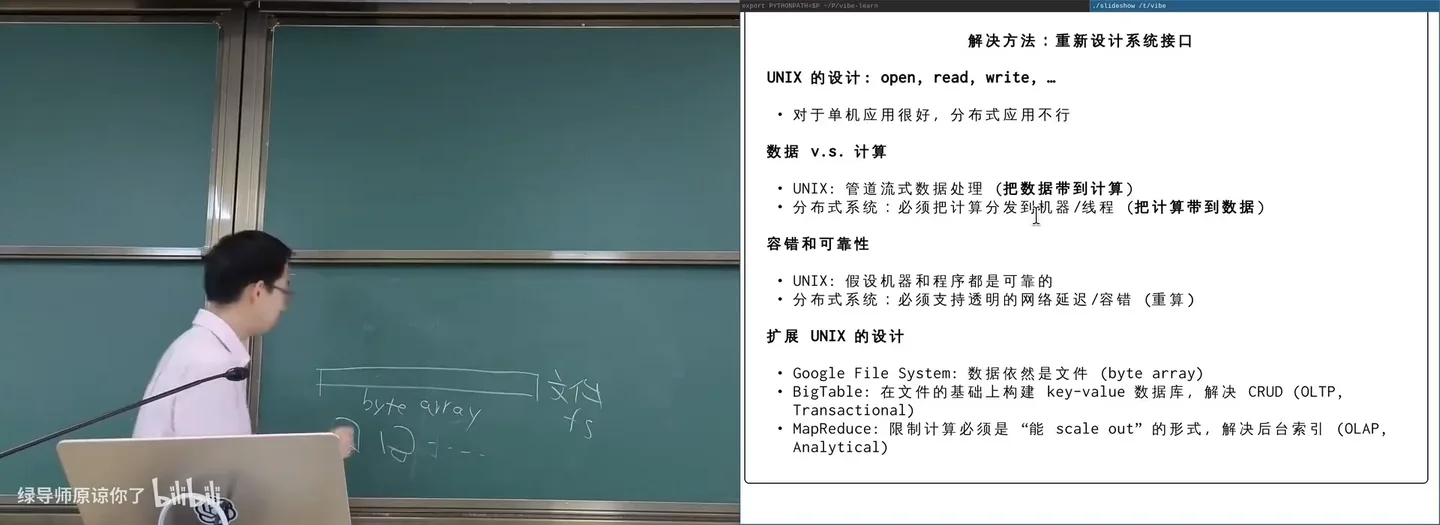 export PYTHONPATH=$P ~/P/vibe-learn
./slideshow /t/vibe
解决方法：重新设计系统接口
UNIX 的设计: open, read, write, …
• 对于单机应用很好, 分布式应用不行
数据 v.s. 计算
• UNIX: 管道流式数据处理 (把数据带到计算)
• 分布式系统：必须把计算分发到机器/线程 (把计算带到数据)
容错和可靠性
• UNIX: 假设机器和程序都是可靠的
• 分布式系统：必须支持透明的网络延迟/容错 (重算)
扩展 UNIX 的设计
• Google File System: 数据依然是文件 (byte array)
• BigTable: 在文件的基础上构建 key-value 数据库, 解决 CRUD (OLTP,
Transactional)
• MapReduce: 限制计算必须是 “能 scale out” 的形式, 解决后台索引 (OLAP,
Analytical)
byte array
文件
fs
绿导师原谅你了 bilibili